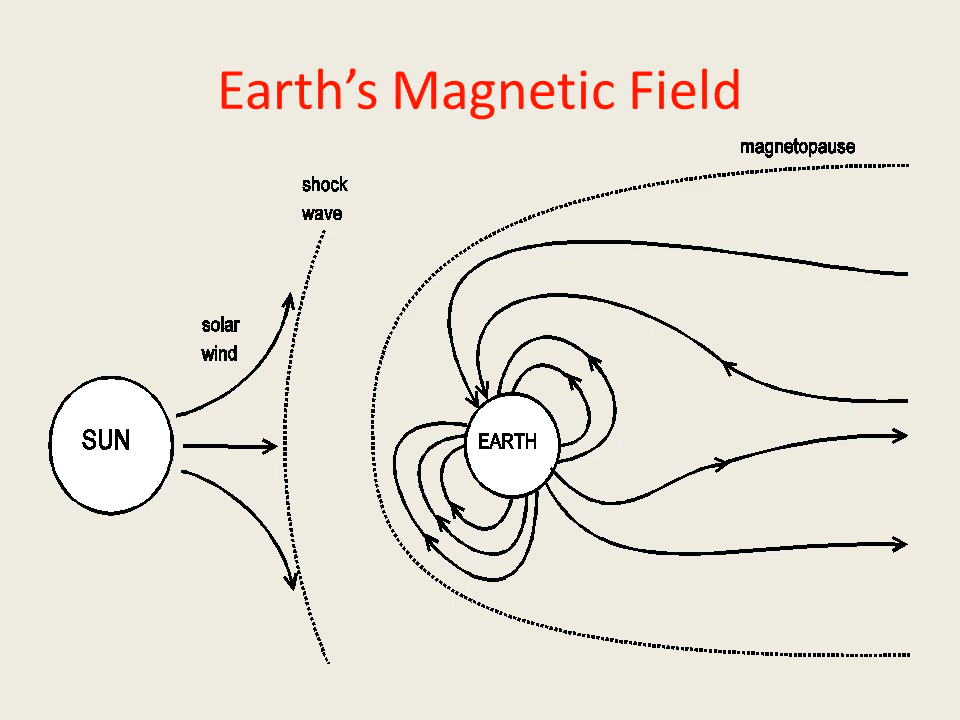 Earth’s Magnetic Field
magnetopause
shock
wave
solar
wind
SUN
EARTH